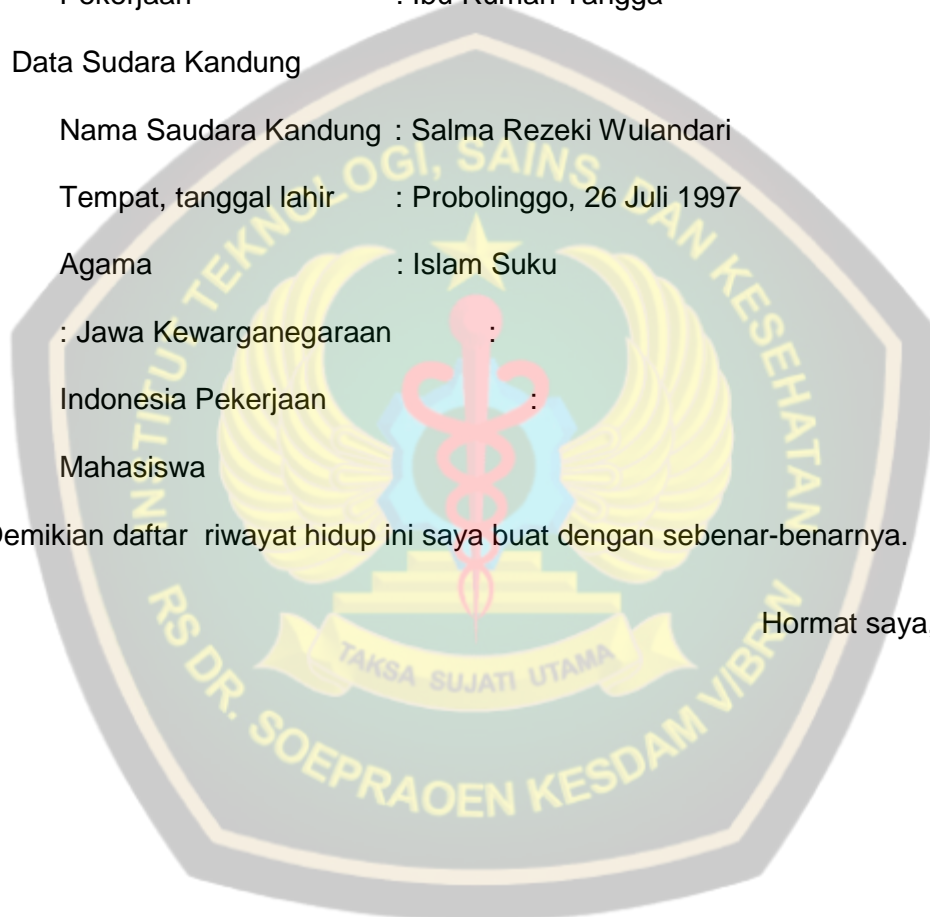 Pekerjaan : Ibu Rumah Tangga
Data Sudara Kandung
Nama Saudara Kandung : Salma Rezeki Wulandari
Tempat, tanggal lahir : Probolinggo, 26 Juli 1997
Agama : Islam Suku
: Jawa Kewarganegaraan :
Indonesia Pekerjaan :
Mahasiswa
Demikian daftar riwayat hidup ini saya buat dengan sebenar-benarnya.
Hormat saya.
INSTITUT TEKNOLOGI, SAINS, DAN KESEHATAN
TAKSA SUJATI UTAMA
RS DR. SOEPRAOEN KESDAM V/BRW